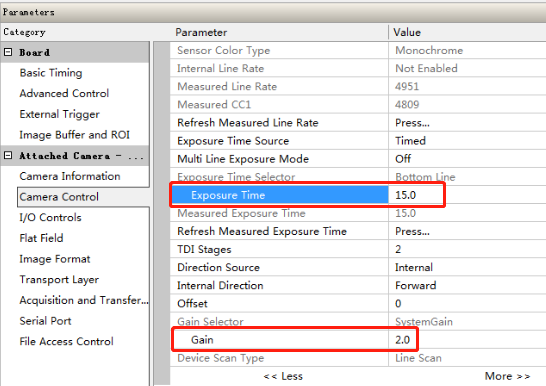 Parameters
Category
Board
Basic Timing
Advanced Control
External Trigger
Image Buffer and ROI
Attached Camera - ...
Camera Information
Camera Control
I/O Controls
Flat Field
Image Format
Transport Layer
Acquisition and Transfer...
Serial Port
File Access Control
Parameter Value
Sensor Color Type Monochrome
Internal Line Rate Not Enabled
Measured Line Rate 4951
Measured CC1 4809
Refresh Measured Line Rate Press...
Exposure Time Source Timed
Multi Line Exposure Mode Off
Exposure Time Selector Bottom Line
Exposure Time 15.0
Measured Exposure Time 15.0
Refresh Measured Exposure Time Press...
TDI Stages 2
Direction Source Internal
Internal Direction Forward
Offset 0
Gain Selector SystemGain
Gain 2.0
Device Scan Type Line Scan
<< Less More >>